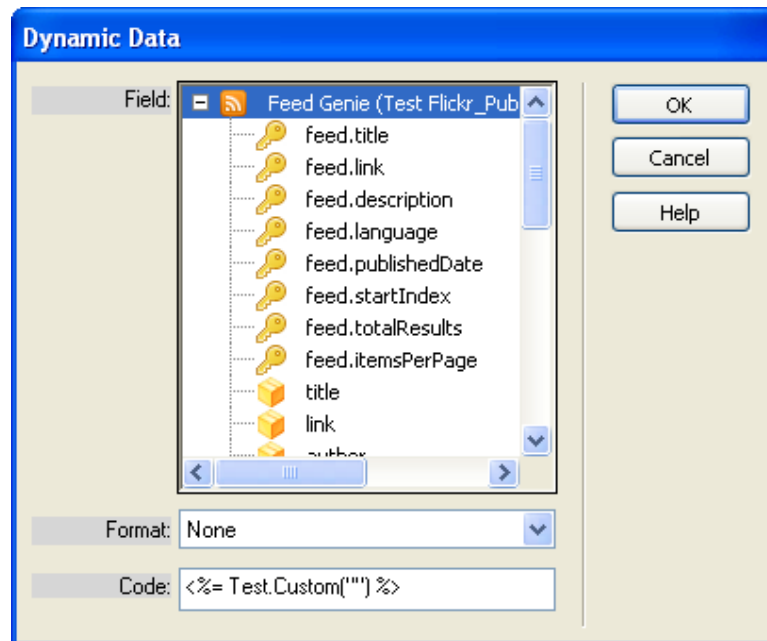 Dynamic Data
Field:
Feed Genie (Test Flickr_Pub
feed.title
feed.link
feed.description
feed.language
feed.publishedDate
feed.startIndex
feed.totalResults
feed.itemsPerPage
title
link
author
OK
Cancel
Help
Format: None
Code: <%= Test.Custom("") %>